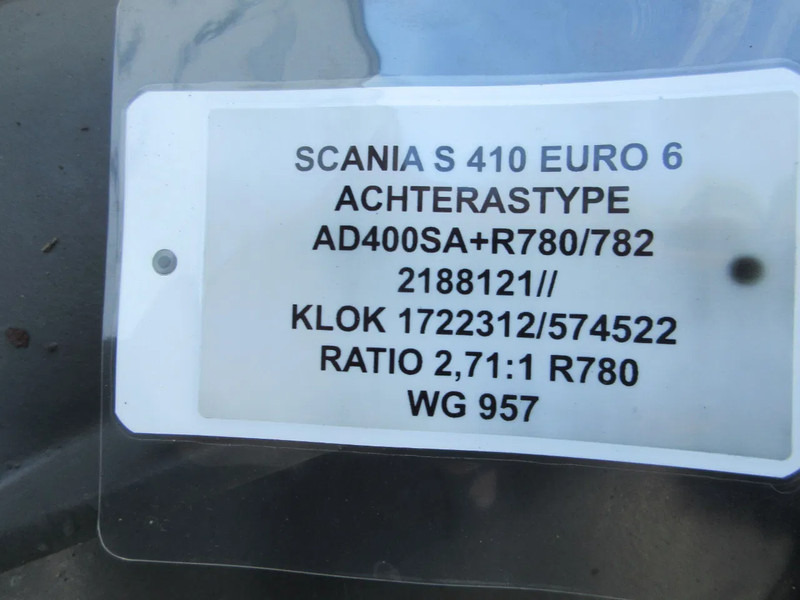 SCANIA S 410 EURO 6
ACHTERASTYPE
AD400SA+R780/782
2188121//
KLOK 1722312/574522
RATIO 2,71:1 R780
WG 957